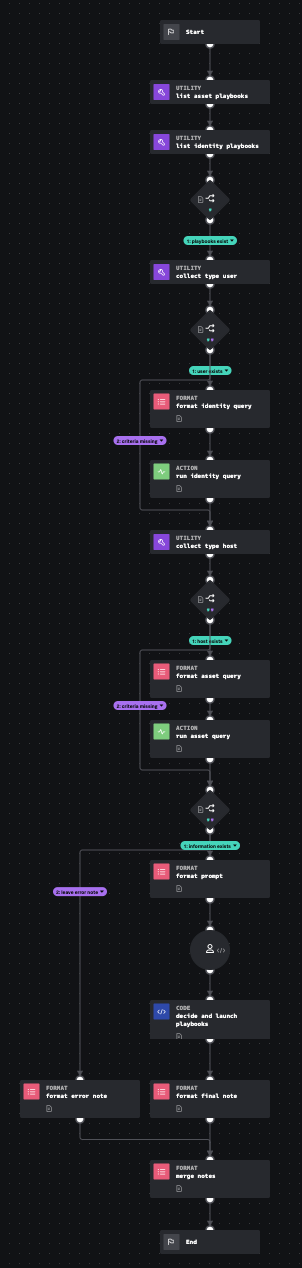 Start
UTILITY
list asset playbooks
UTILITY
list identity playbooks
1: playbooks exist
UTILITY
collect type user
1: user exists
FORMAT
format identity query
2: criteria missing
ACTION
run identity query
UTILITY
collect type host
1: host exists
FORMAT
format asset query
2: criteria missing
ACTION
run asset query
1: information exists
FORMAT
format prompt
2: leave error note
CODE
decide and launch
playbooks
FORMAT
format error note
FORMAT
format final note
FORMAT
merge notes
End